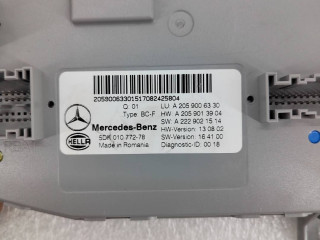 20590063301517082425804
Q: 01 LU: A 205 900 63 30
Type: BC-F HW: A 205 901 39 04
Mercedes-Benz SW: A 222 902 15 14
5DK 010 772-78 HW-Version: 13 08 02
HELLA SW-Version: 16 41 00
Made in Romania Diagnostic-ID: 00 18